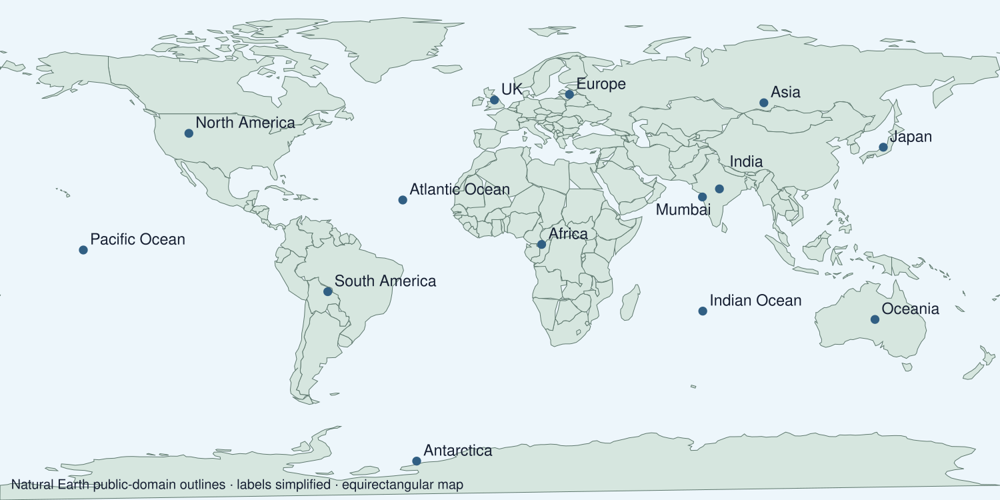 UK
Europe
Asia
North America
Japan
India
Atlantic Ocean
Mumbai
Pacific Ocean
Africa
South America
Indian Ocean
Oceania
Antarctica
Natural Earth public-domain outlines · labels simplified · equirectangular map